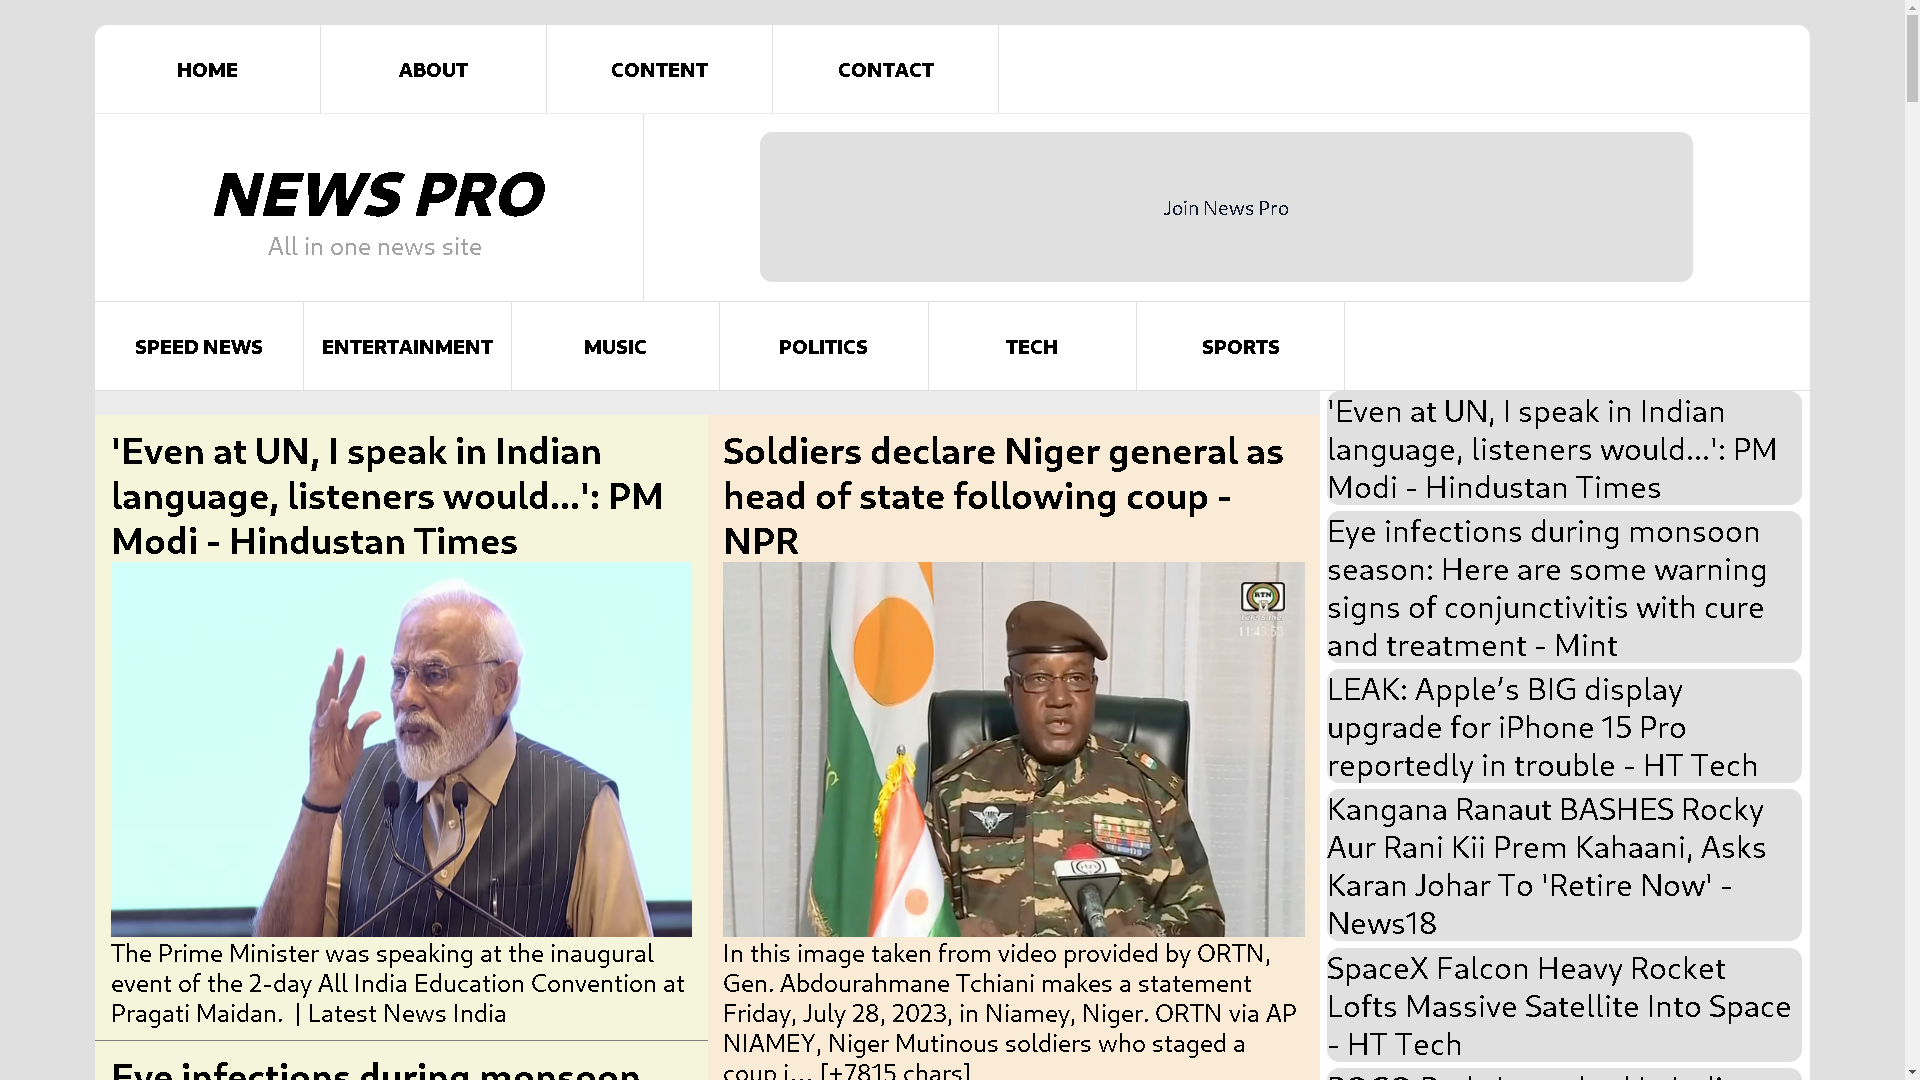 HOME
ABOUT
CONTENT
CONTACT
NEWS PRO
All in one news site
Join News Pro
SPEED NEWS
ENTERTAINMENT
MUSIC
POLITICS
TECH
SPORTS
'Even at UN, I speak in Indian
language, listeners would...': PM
Modi - Hindustan Times
The Prime Minister was speaking at the inaugural
event of the 2-day All India Education Convention at
Pragati Maidan. | Latest News India
Eye infections during monsoon
Soldiers declare Niger general as
head of state following coup -
NPR
RTN
11:43:53
In this image taken from video provided by ORTN,
Gen. Abdourahmane Tchiani makes a statement
Friday, July 28, 2023, in Niamey, Niger. ORTN via AP
NIAMEY, Niger Mutinous soldiers who staged a
coup i... [+7815 chars]
'Even at UN, I speak in Indian
language, listeners would...': PM
Modi - Hindustan Times
Eye infections during monsoon
season: Here are some warning
signs of conjunctivitis with cure
and treatment - Mint
LEAK: Apple’s BIG display
upgrade for iPhone 15 Pro
reportedly in trouble - HT Tech
Kangana Ranaut BASHES Rocky
Aur Rani Kii Prem Kahaani, Asks
Karan Johar To 'Retire Now' -
News18
SpaceX Falcon Heavy Rocket
Lofts Massive Satellite Into Space
- HT Tech